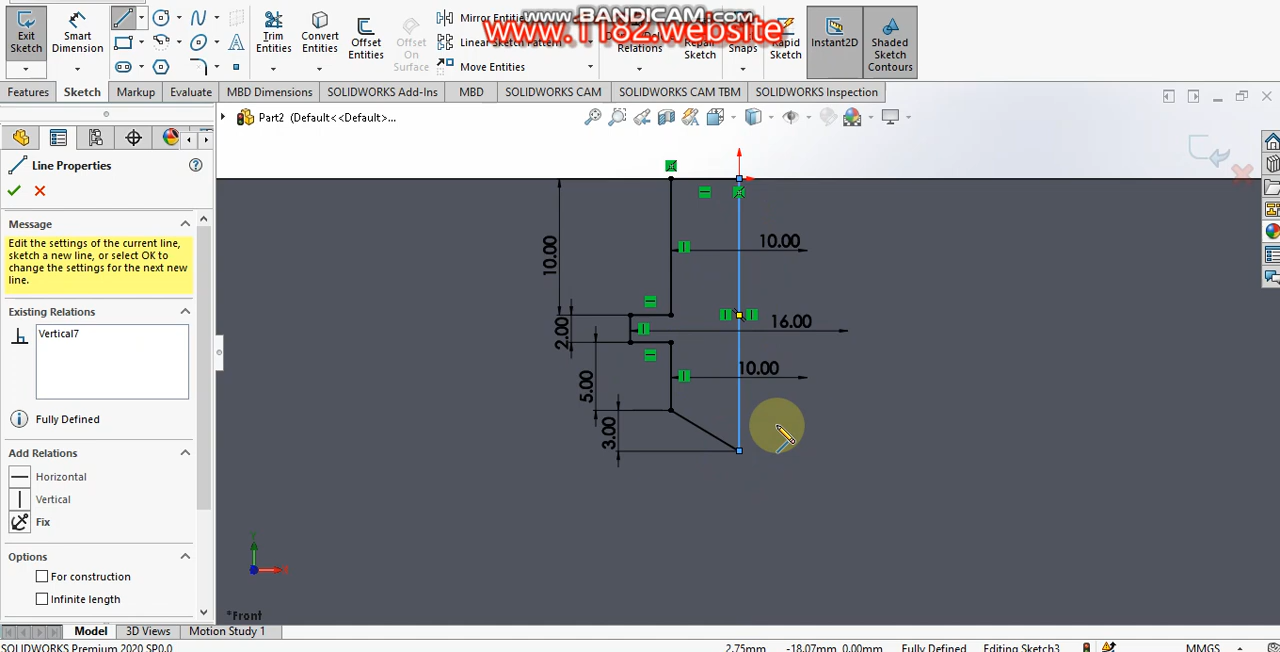 www.BANDICAM.com
www.1182.website
Exit Sketch
Smart Dimension
Trim Entities
Convert Entities
Offset Entities
Offset On Surface
Mirror Entities
Linear Sketch Pattern
Move Entities
Relations
Repair Sketch
Snaps
Rapid Sketch
Instant2D
Shaded Sketch Contours
Features
Sketch
Markup
Evaluate
MBD Dimensions
SOLIDWORKS Add-Ins
MBD
SOLIDWORKS CAM
SOLIDWORKS CAM TBM
SOLIDWORKS Inspection
Part2 (Default<<Default>...
Line Properties
Message
Edit the settings of the current line,
sketch a new line, or select OK to
change the settings for the next new
line.
Existing Relations
Vertical7
Fully Defined
Add Relations
Horizontal
Vertical
Fix
Options
For construction
Infinite length
10.00
10.00
2.00
16.00
5.00
10.00
3.00
Y
X
*Front
Model
3D Views
Motion Study 1
SOLIDWORKS Premium 2020 SP0.0
2.75mm
-18.07mm
0.00mm
Fully Defined
Editing Sketch3
MMGS